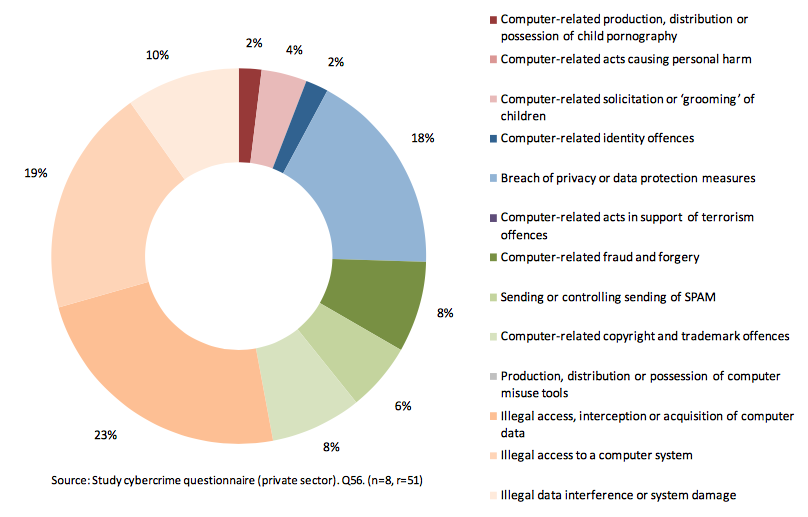 2%
4%
2%
18%
8%
6%
8%
23%
19%
10%
Computer-related production, distribution or
possession of child pornography
Computer-related acts causing personal harm
Computer-related solicitation or ‘grooming’ of
children
Computer-related identity offences
Breach of privacy or data protection measures
Computer-related acts in support of terrorism
offences
Computer-related fraud and forgery
Sending or controlling sending of SPAM
Computer-related copyright and trademark offences
Production, distribution or possession of computer
misuse tools
Illegal access, interception or acquisition of computer
data
Illegal access to a computer system
Illegal data interference or system damage
Source: Study cybercrime questionnaire (private sector). Q56. (n=8, r=51)